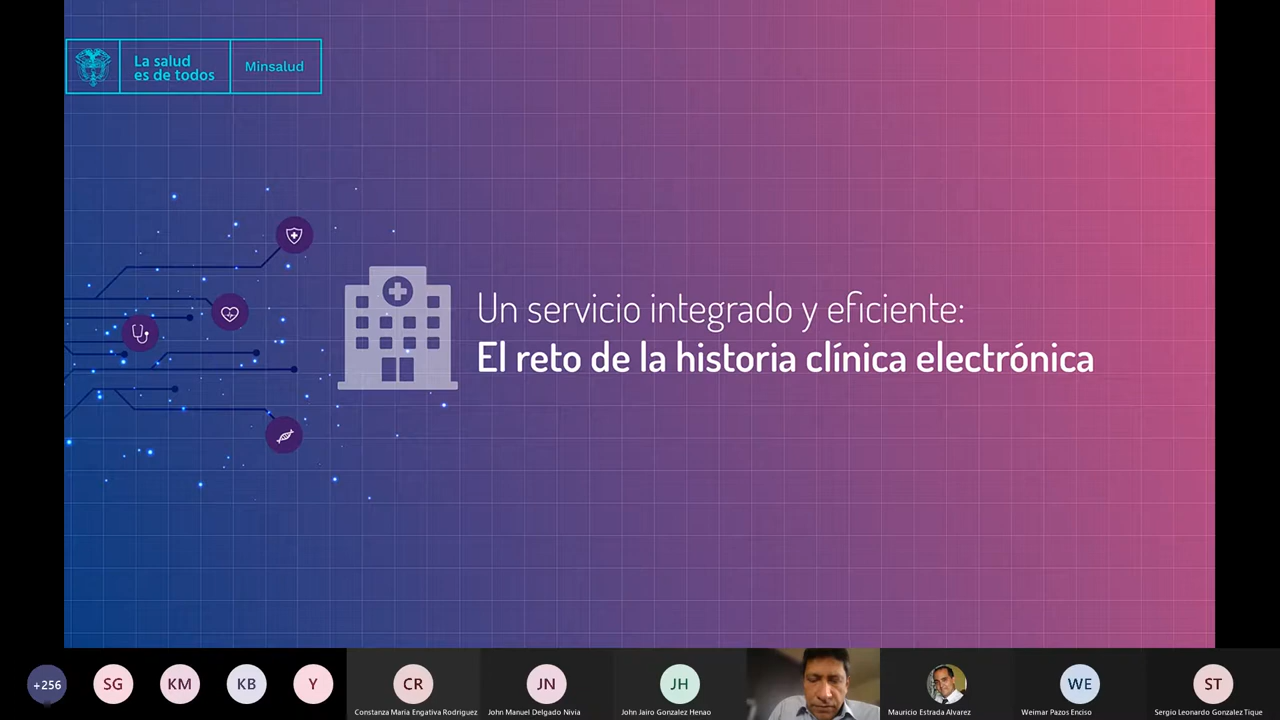 La salud
es de todos
Minsalud
Un servicio integrado y eficiente:
El reto de la historia clínica electrónica
+256
SG
KM
KB
Y
CR
JN
JH
WE
ST
Constanza María Engativa Rodriguez
John Manuel Delgado Nivia
John Jairo Gonzalez Henao
Mauricio Estrada Alvarez
Weimar Pazos Enciso
Sergio Leonardo Gonzalez Tique